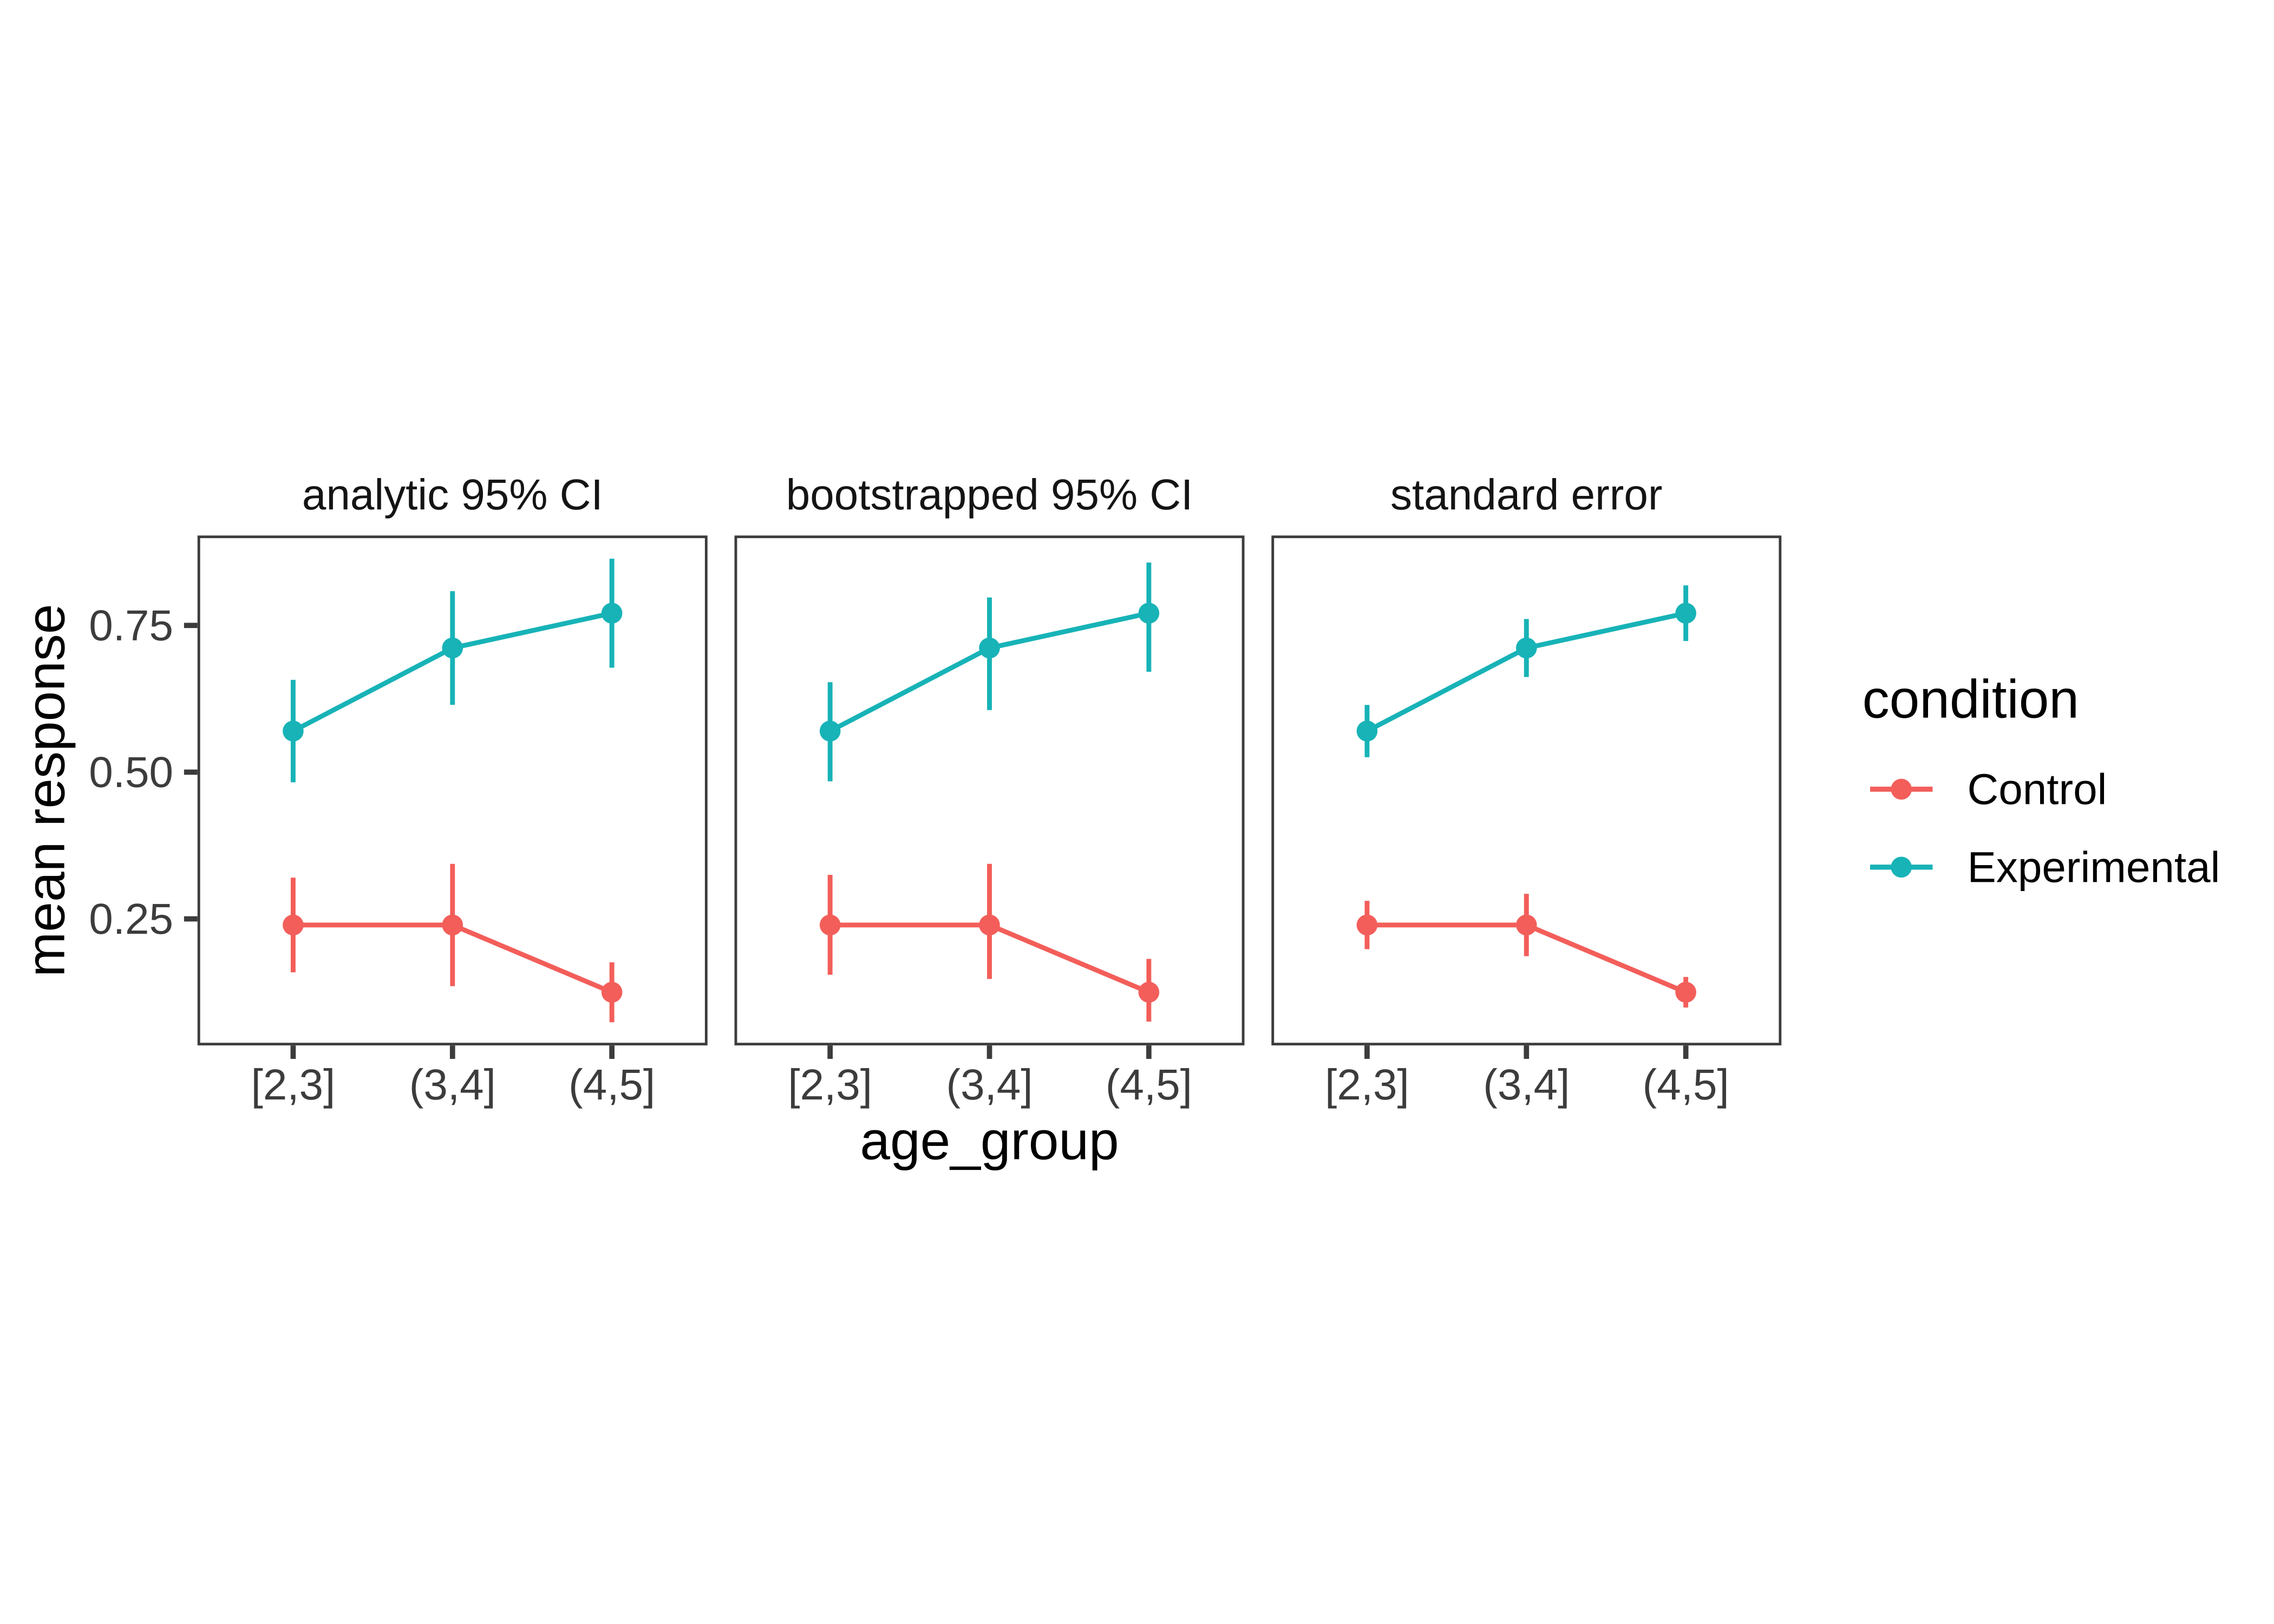 analytic 95% CI
bootstrapped 95% CI
standard error
mean response
0.75
0.50
0.25
[2,3]
(3,4]
(4,5]
[2,3]
(3,4]
(4,5]
[2,3]
(3,4]
(4,5]
age_group
condition
Control
Experimental